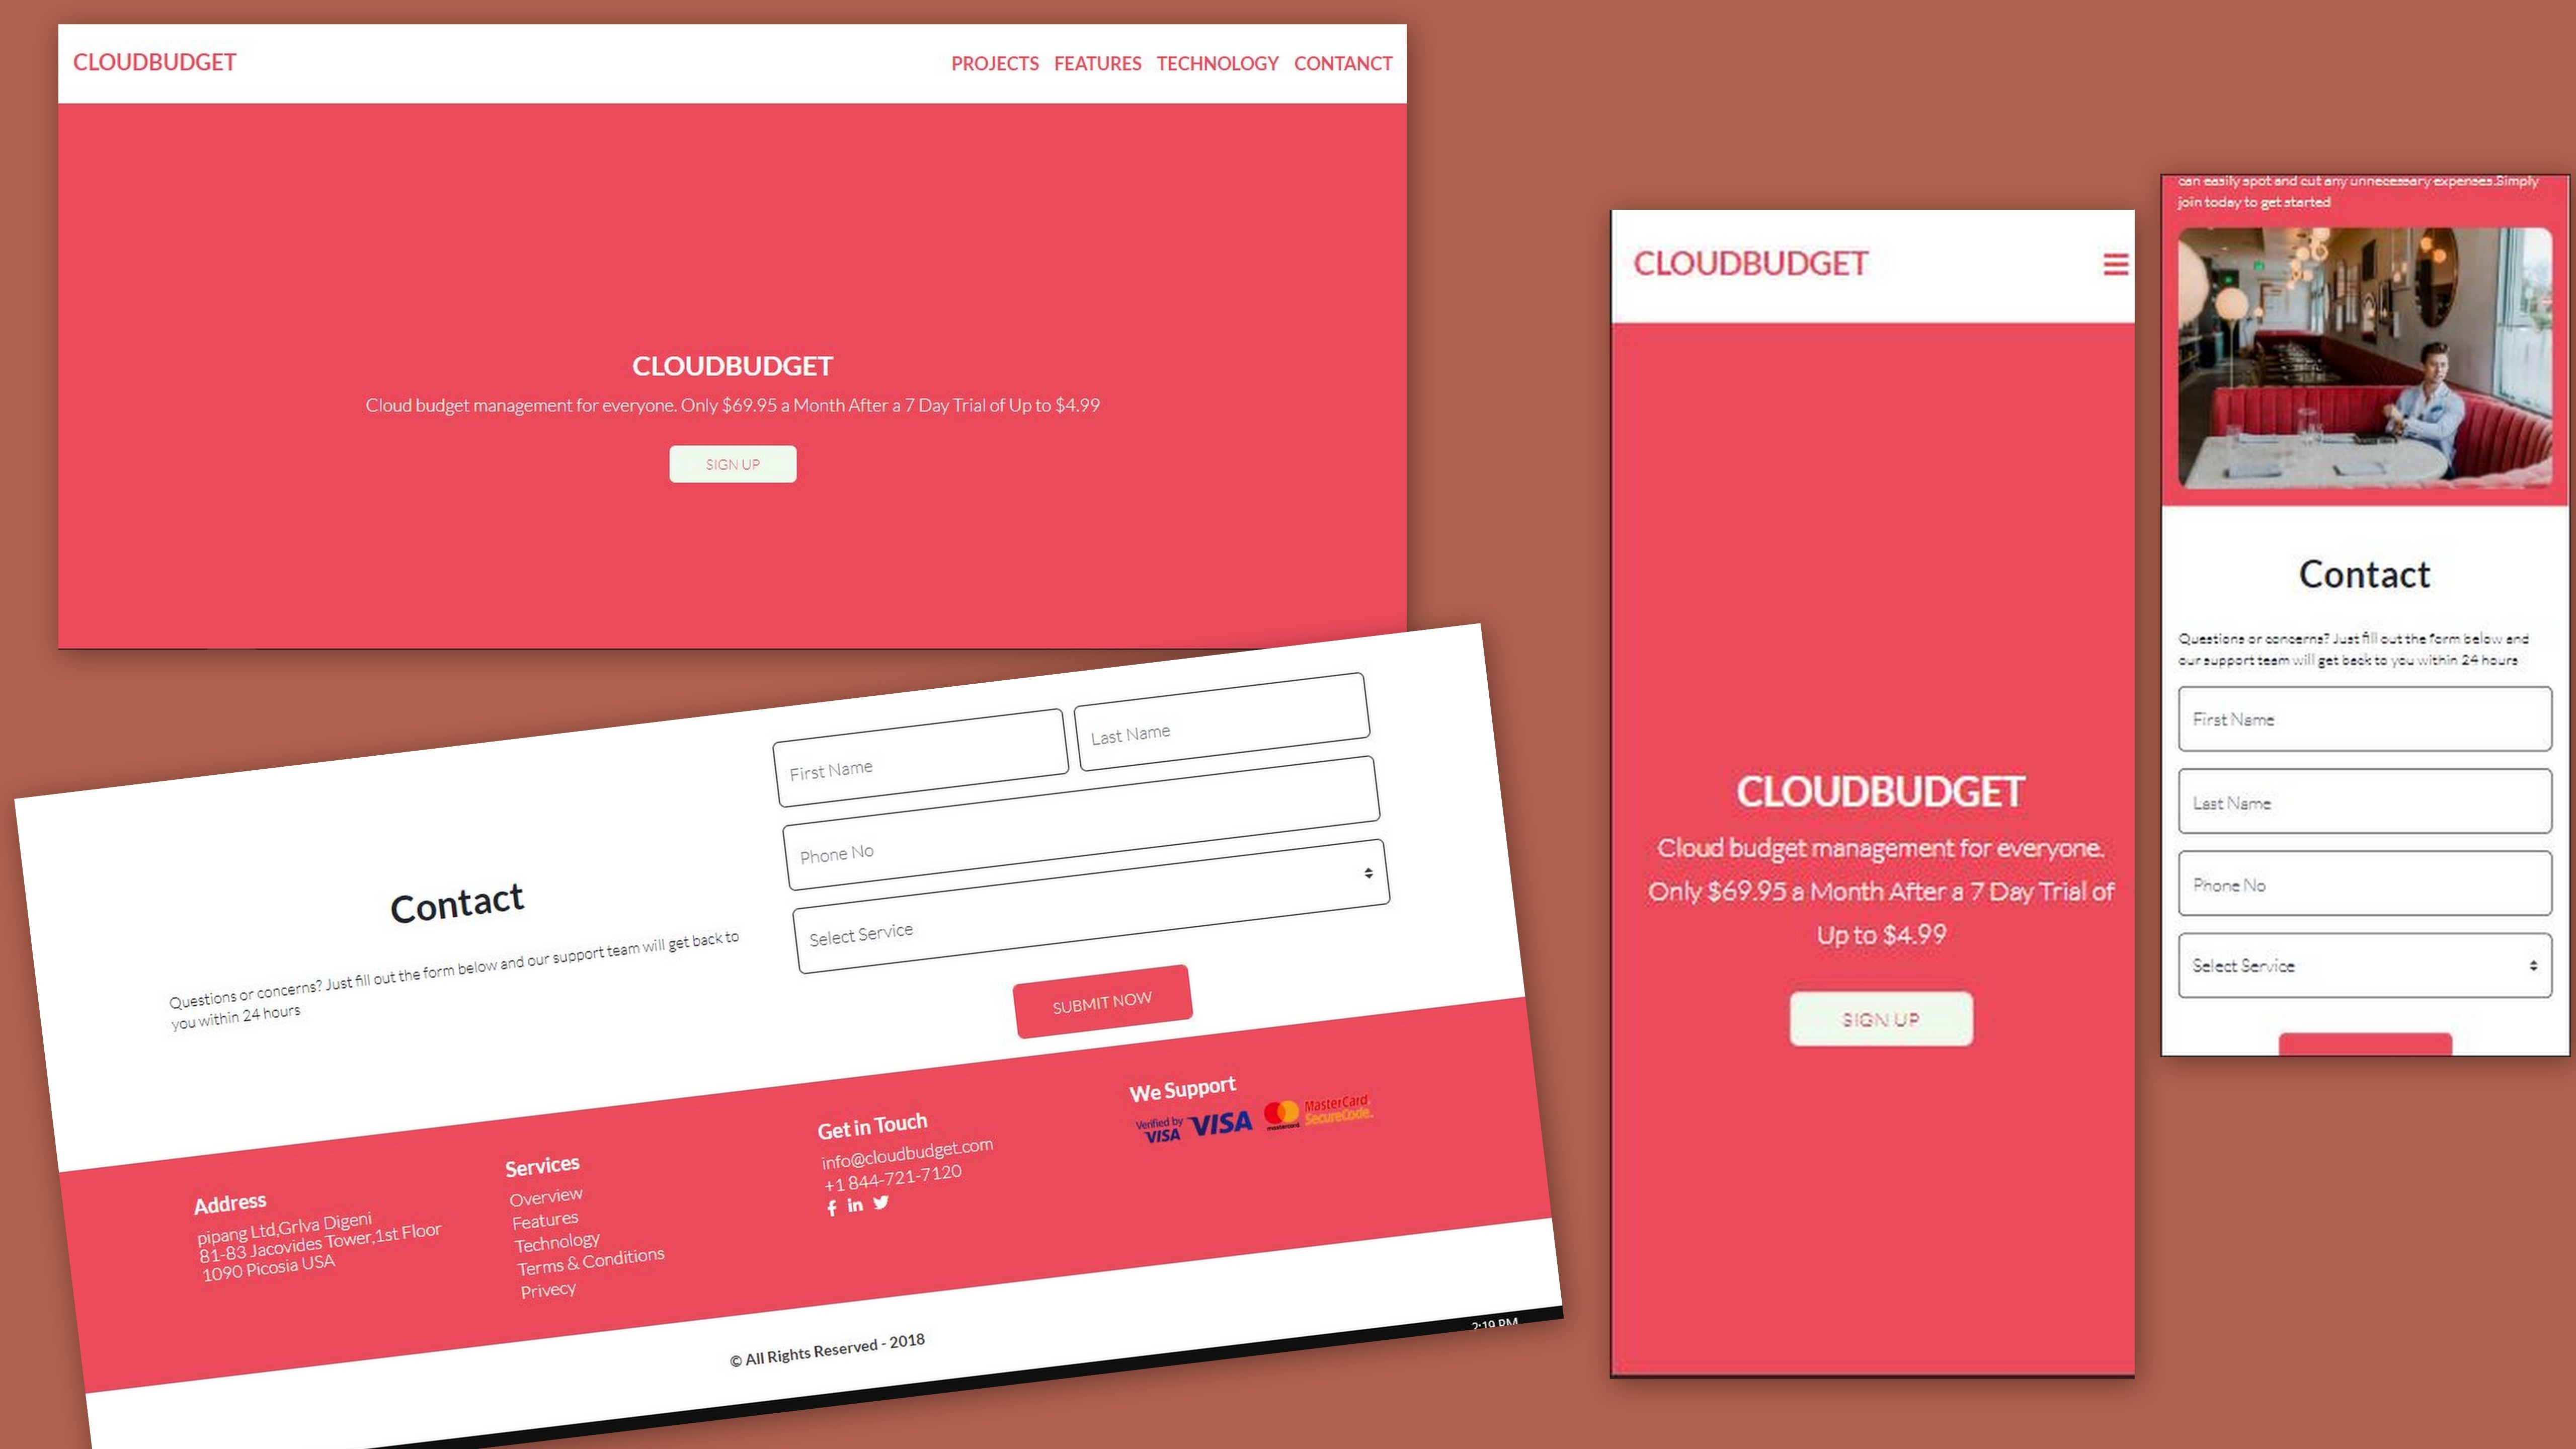 CLOUDBUDGET
PROJECTS FEATURES TECHNOLOGY CONTANCT
CLOUDBUDGET
Cloud budget management for everyone. Only $69.95 a Month After a 7 Day Trial of Up to $4.99
SIGN UP
First Name
Last Name
Phone No
Select Service
SUBMIT NOW
Contact
Questions or concerns? Just fill out the form below and our support team will get back to
you within 24 hours
Address
pipang Ltd,Grlva Digeni
81-83 Jacovides Tower,1st Floor
1090 Picosia USA
Services
Overview
Features
Technology
Terms & Conditions
Privecy
Get in Touch
info@cloudbudget.com
+1 844-721-7120
We Support
Verified by
VISA
VISA
mastercard
MasterCard.
SecureCode.
© All Rights Reserved - 2018
2:19 PM
CLOUDBUDGET
CLOUDBUDGET
Cloud budget management for everyone.
Only $69.95 a Month After a 7 Day Trial of
Up to $4.99
SIGN UP
can easily spot and cut any unnecessary expenses.Simply
join today to get started
Contact
Questions or concerns? Just fill out the form below and
our support team will get back to you within 24 hours
First Name
Last Name
Phone No
Select Service